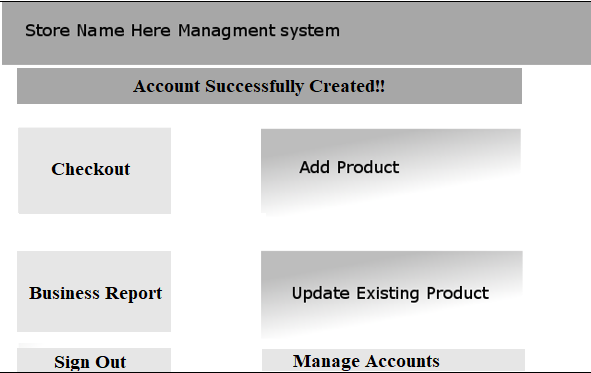 Store Name Here Managment system
Account Successfully Created!!
Checkout
Add Product
Business Report
Update Existing Product
Sign Out
Manage Accounts